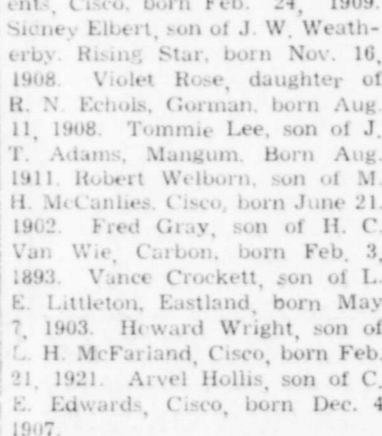 ents, Cisco, born Feb. 24, 1909.
Sidney Elbert, son of J. W. Weath-
erby. Rising Star, born Nov. 16,
1908. Violet Rose, daughter of
R. N. Echols, Gorman, born Aug.
11, 1908. Tommie Lee, son of J.
T. Adams, Mangum. Born Aug.
1911. Robert Welborn, son of M.
H. McCanlies. Cisco, born June 21,
1902. Fred Gray, son of H. C.
Van Wie, Carbon, born Feb. 3,
1893. Vance Crockett, son of L.
E. Littleton, Eastland, born May
7, 1903. Howard Wright, son of
L. H. McFarland, Cisco, born Feb.
21, 1921. Arvel Hollis, son of C.
E. Edwards, Cisco, born Dec. 4
1907.